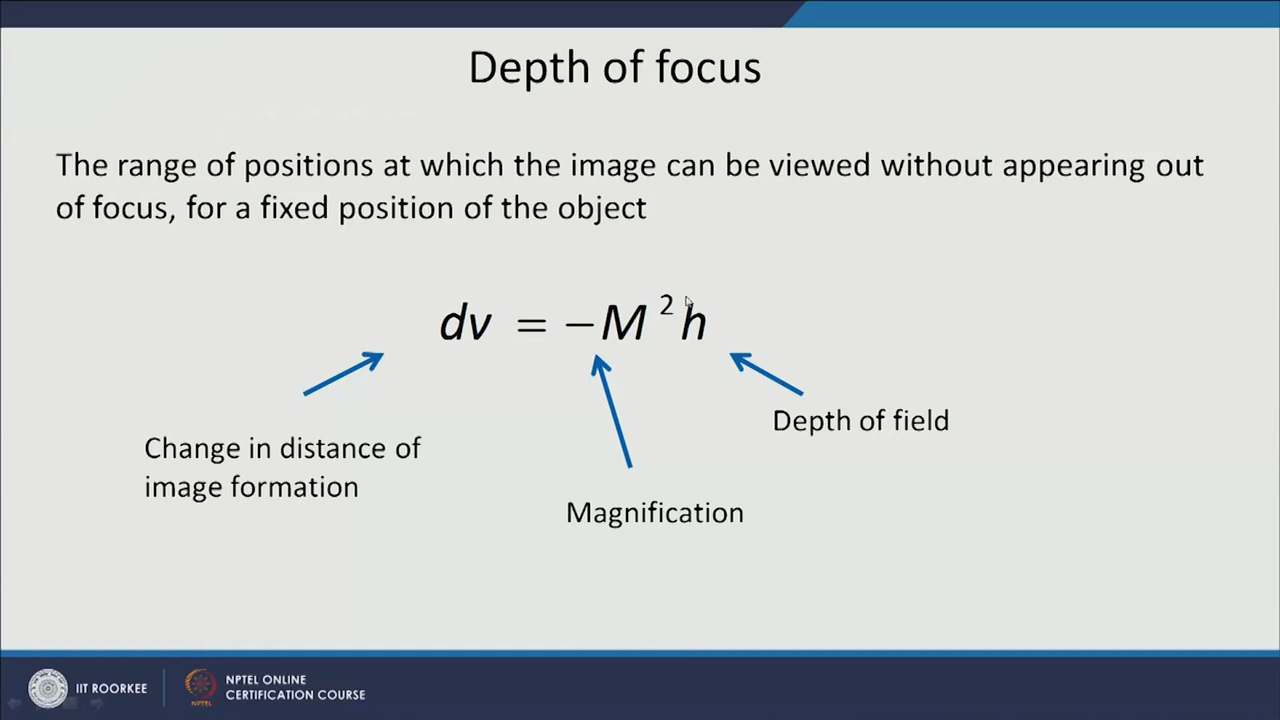 Depth of focus
The range of positions at which the image can be viewed without appearing out
of focus, for a fixed position of the object
dv = −M²h
Depth of field
Change in distance of
image formation
Magnification
IIT ROORKEE
NPTEL
NPTEL ONLINE
CERTIFICATION COURSE